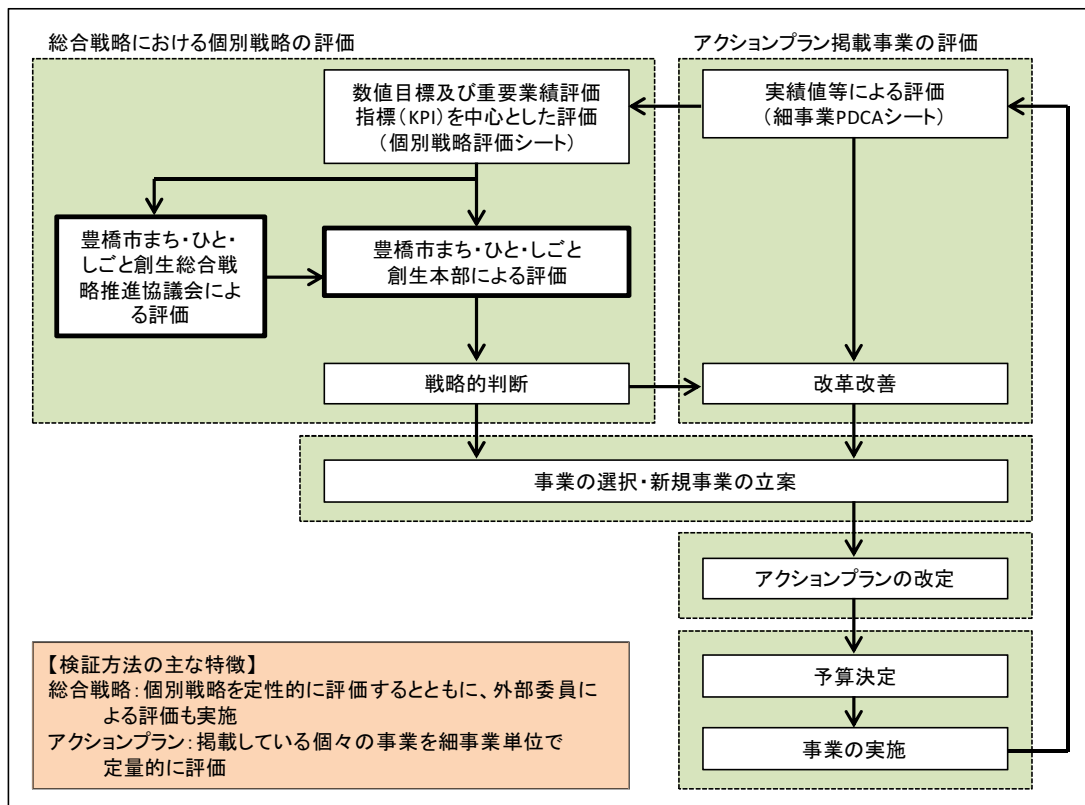 総合戦略における個別戦略の評価
アクションプラン掲載事業の評価
数値目標及び重要業績評価
指標(KPI)を中心とした評価
(個別戦略評価シート)
実績値等による評価
(細事業PDCAシート)
豊橋市まち・ひと・
しごと創生総合戦
略推進協議会によ
る評価
豊橋市まち・ひと・しごと
創生本部による評価
戦略的判断
改革改善
事業の選択・新規事業の立案
アクションプランの改定
予算決定
事業の実施
【検証方法の主な特徴】
総合戦略:個別戦略を定性的に評価するとともに、外部委員に
よる評価も実施
アクションプラン:掲載している個々の事業を細事業単位で
定量的に評価